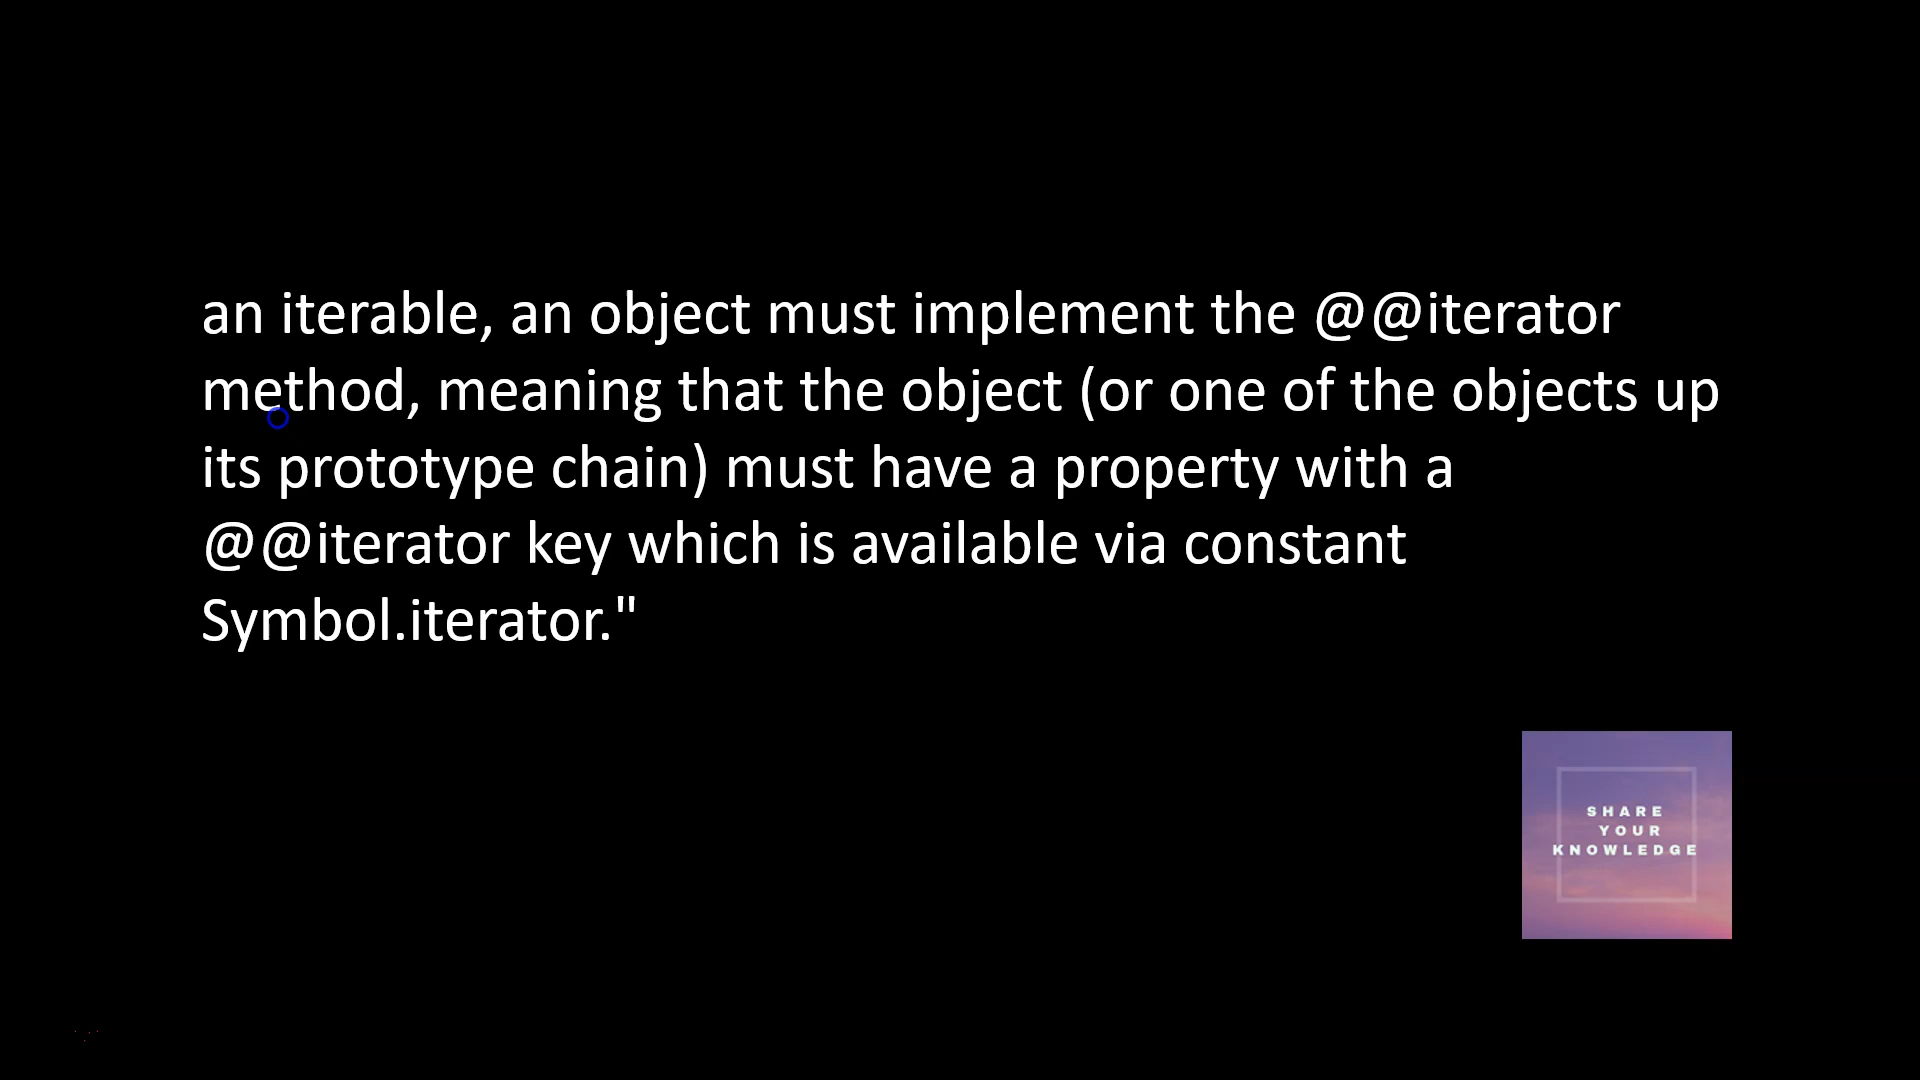 an iterable, an object must implement the @@iterator
method, meaning that the object (or one of the objects up
its prototype chain) must have a property with a
@@iterator key which is available via constant
Symbol.iterator."
SHARE
YOUR
KNOWLEDGE